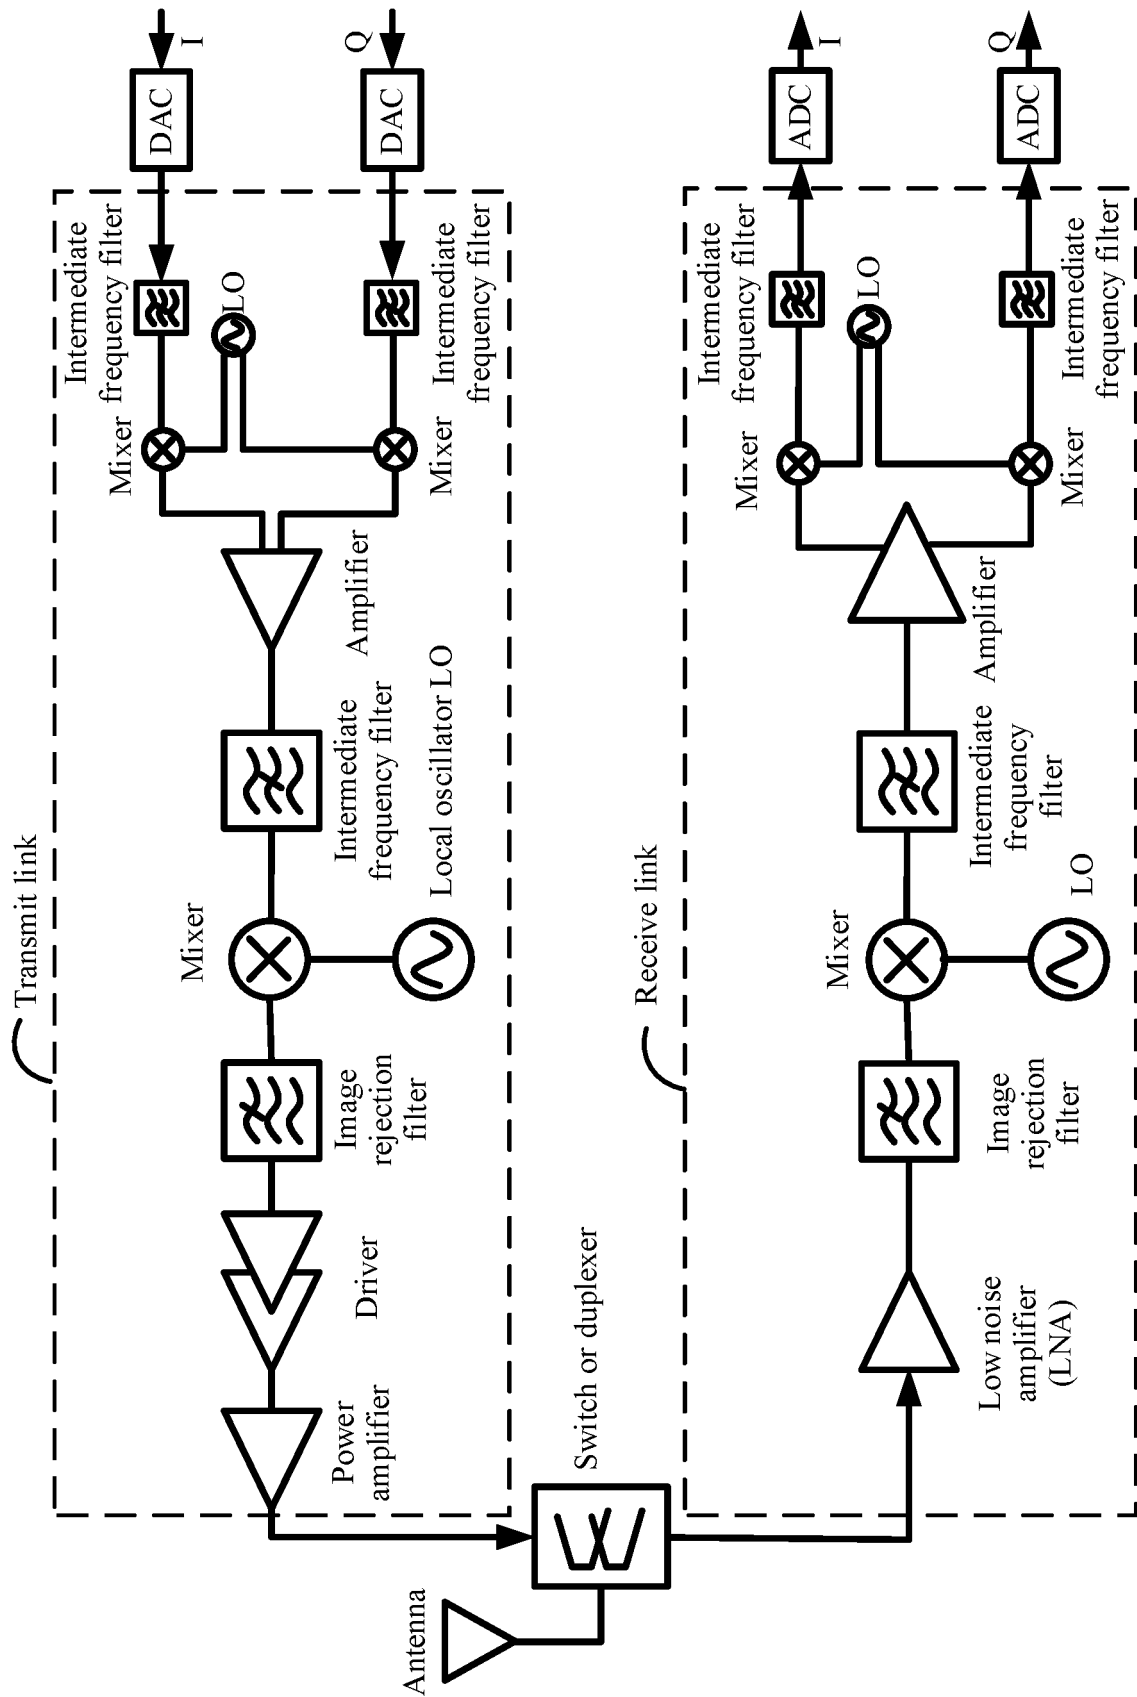 Transmit link
I
DAC
Intermediate
frequency filter
Mixer
LO
Q
DAC
Intermediate
frequency filter
Mixer
Amplifier
Intermediate
frequency filter
Mixer
Local oscillator LO
Image
rejection
filter
Driver
Power
amplifier
Antenna
Switch or duplexer
Receive link
Low noise
amplifier
(LNA)
Image
rejection
filter
Mixer
LO
Intermediate
frequency
filter
Amplifier
Mixer
Intermediate
frequency filter
ADC
I
LO
Mixer
Intermediate
frequency filter
ADC
Q